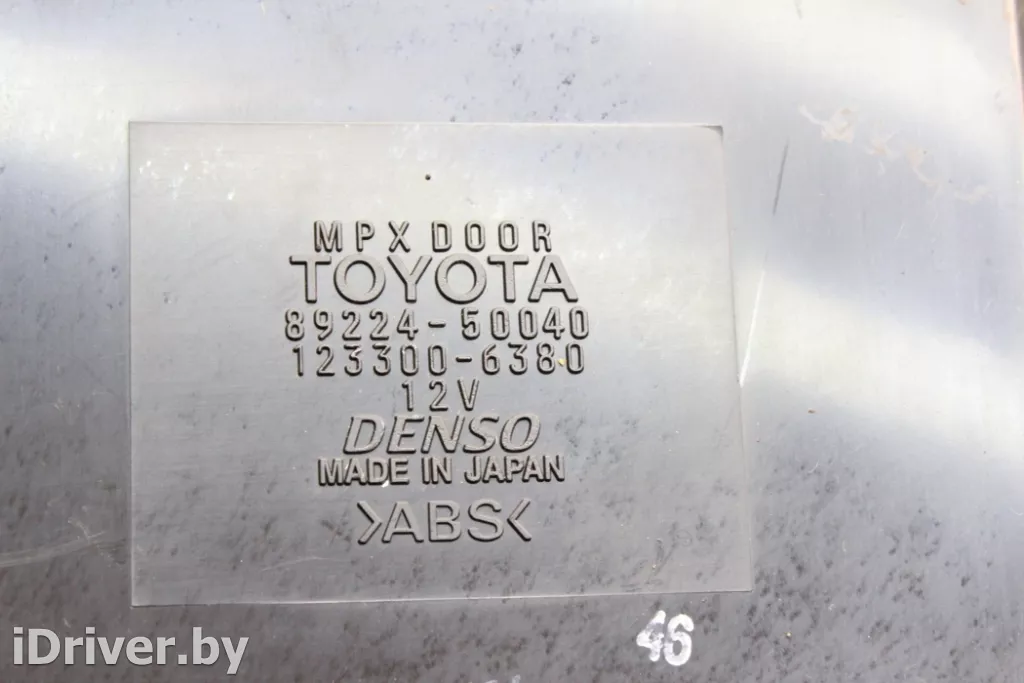 MPX DOOR
TOYOTA
89224-50040
123300-6380
12V
DENSO
MADE IN JAPAN
>ABS<
46
iDriver.by